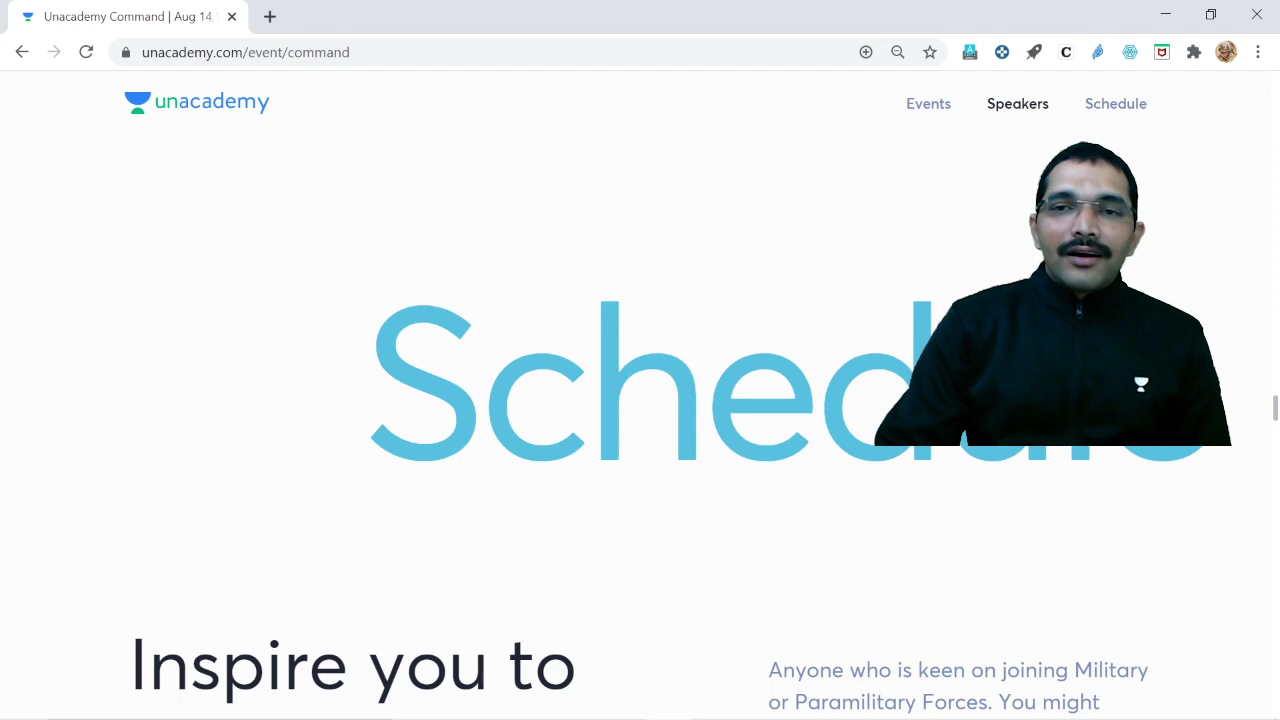 Unacademy Command | Aug 14,
unacademy.com/event/command
unacademy
Events Speakers Schedule
Schedule
Inspire you to
Anyone who is keen on joining Military
or Paramilitary Forces. You might